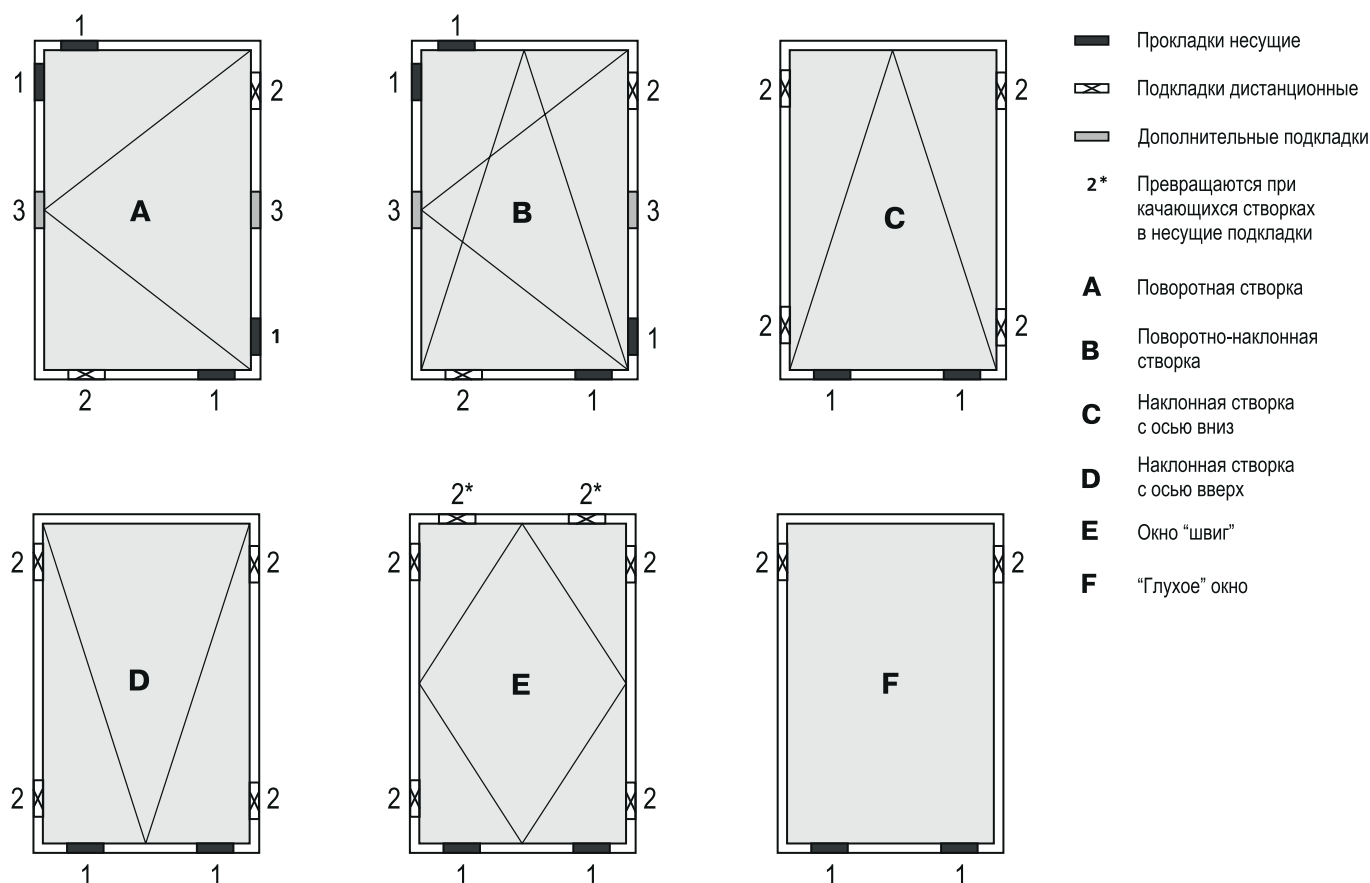 1
1
2
3
A
3
1
2
1
1
1
2
3
B
3
1
2
1
2
2
C
2
2
1
1
2
2
D
2
2
1
1
2*
2*
2
2
E
2
2
1
1
2
2
F
1
1
Прокладки несущие
Подкладки дистанционные
Дополнительные подкладки
2*
Превращаются при
качающихся створках
в несущие подкладки
A
Поворотная створка
B
Поворотно-наклонная
створка
C
Наклонная створка
с осью вниз
D
Наклонная створка
с осью вверх
E
Окно “швиг”
F
“Глухое” окно